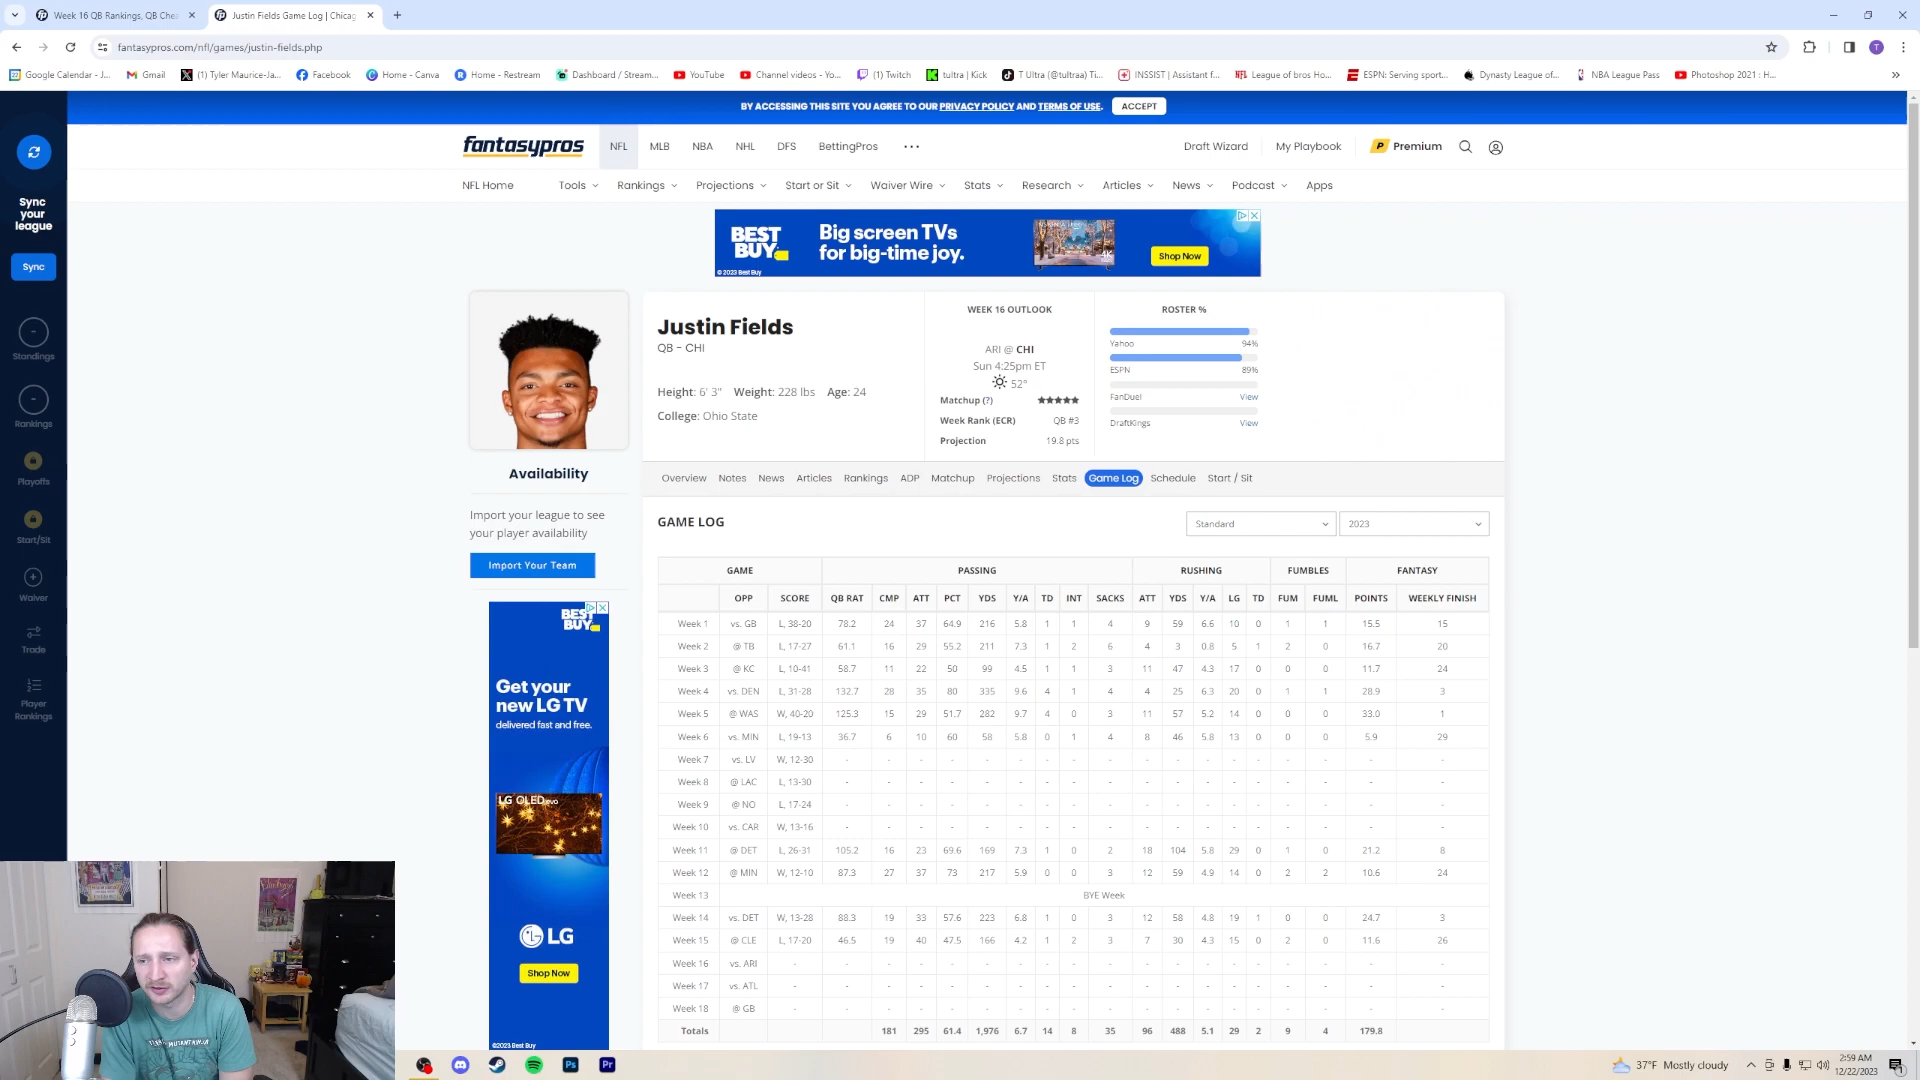 Week 16 QB Rankings, QB Chea
Justin Fields Game Log | Chicag
fantasypros.com/nfl/games/justin-fields.php
Google Calendar - J...
Gmail
(1) Tyler Maurice-Ja...
Facebook
Home - Canva
Home - Restream
Dashboard / Stream...
YouTube
Channel videos - Yo...
(1) Twitch
tultra | Kick
T Ultra (@tultraa) Ti...
INSSIST | Assistant f...
League of bros Ho...
ESPN: Serving sport...
Dynasty League of...
NBA League Pass
Photoshop 2021 : H...
BY ACCESSING THIS SITE YOU AGREE TO OUR PRIVACY POLICY AND TERMS OF USE. ACCEPT
fantasypros NFL MLB NBA NHL DFS BettingPros ... Draft Wizard My Playbook P Premium
NFL Home Tools Rankings Projections Start or Sit Waiver Wire Stats Research Articles News Podcast Apps
Sync
your
league
Sync
Standings
Rankings
Playoffs
Start/Sit
Waiver
Trade
Player
Rankings
BEST
BUY
Big screen TVs
for big-time joy.
4K
Shop Now
© 2023 Best Buy
Justin Fields
QB - CHI
Height: 6' 3" Weight: 228 lbs Age: 24
College: Ohio State
WEEK 16 OUTLOOK
ARI @ CHI
Sun 4:25pm ET
52°
Matchup (?) ★★★★★
Week Rank (ECR) QB #3
Projection 19.8 pts
ROSTER %
Yahoo 94%
ESPN 89%
FanDuel View
DraftKings View
Availability
Import your league to see
your player availability
Import Your Team
BEST
BUY
Get your
new LG TV
delivered fast and free.
LG OLED evo
LG
Shop Now
©2023 Best Buy
Overview Notes News Articles Rankings ADP Matchup Projections Stats Game Log Schedule Start / Sit
GAME LOG Standard 2023
GAME PASSING RUSHING FUMBLES FANTASY
OPP SCORE QB RAT CMP ATT PCT YDS Y/A TD INT SACKS ATT YDS Y/A LG TD FUM FUML POINTS WEEKLY FINISH
Week 1 vs. GB L, 38-20 78.2 24 37 64.9 216 5.8 1 1 4 9 59 6.6 10 0 1 1 15.5 15
Week 2 @ TB L, 17-27 61.1 16 29 55.2 211 7.3 1 2 6 4 3 0.8 5 1 2 0 16.7 20
Week 3 @ KC L, 10-41 58.7 11 22 50 99 4.5 1 1 3 11 47 4.3 17 0 0 0 11.7 24
Week 4 vs. DEN L, 31-28 132.7 28 35 80 335 9.6 4 1 4 4 25 6.3 20 0 1 1 28.9 3
Week 5 @ WAS W, 40-20 125.3 15 29 51.7 282 9.7 4 0 3 11 57 5.2 14 0 0 0 33.0 1
Week 6 vs. MIN L, 19-13 36.7 6 10 60 58 5.8 0 1 4 8 46 5.8 13 0 0 0 5.9 29
Week 7 vs. LV W, 12-30 - - - - - - - - - - - - - - - - - -
Week 8 @ LAC L, 13-30 - - - - - - - - - - - - - - - - - -
Week 9 @ NO L, 17-24 - - - - - - - - - - - - - - - - - -
Week 10 vs. CAR W, 13-16 - - - - - - - - - - - - - - - - - -
Week 11 @ DET L, 26-31 105.2 16 23 69.6 169 7.3 1 0 2 18 104 5.8 29 0 1 0 21.2 8
Week 12 @ MIN W, 12-10 87.3 27 37 73 217 5.9 0 0 3 12 59 4.9 14 0 2 2 10.6 24
Week 13 BYE Week
Week 14 vs. DET W, 13-28 88.3 19 33 57.6 223 6.8 1 0 3 12 58 4.8 19 1 0 0 24.7 3
Week 15 @ CLE L, 17-20 46.5 19 40 47.5 166 4.2 1 2 3 7 30 4.3 15 0 2 0 11.6 26
Week 16 vs. ARI - - - - - - - - - - - - - - - - - - -
Week 17 vs. ATL - - - - - - - - - - - - - - - - - - -
Week 18 @ GB - - - - - - - - - - - - - - - - - - -
Totals 181 295 61.4 1,976 6.7 14 8 35 96 488 5.1 29 2 9 4 179.8
37°F Mostly cloudy
2:59 AM
12/22/2023